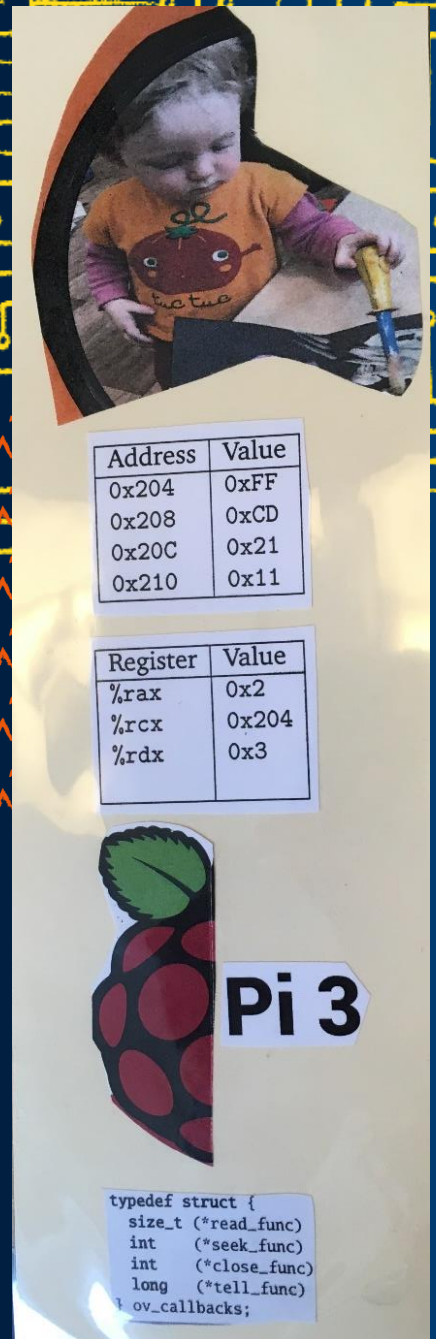 tuc tuc
Address Value
0x204 0xFF
0x208 0xCD
0x20C 0x21
0x210 0x11
Register Value
%rax 0x2
%rcx 0x204
%rdx 0x3
Pi 3
typedef struct {
size_t (*read_func)
int (*seek_func)
int (*close_func)
long (*tell_func)
} ov_callbacks;